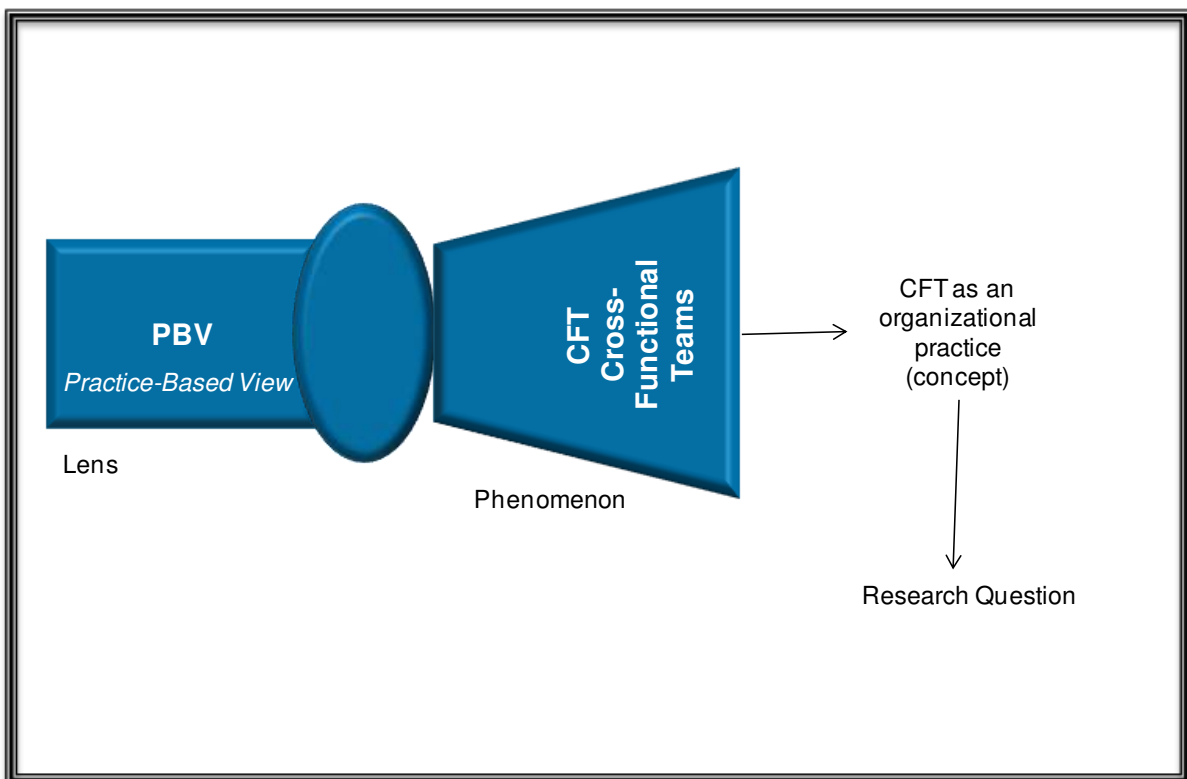 PBV
Practice-Based View
Lens
CFT
Cross-
Functional
Teams
Phenomenon
CFT as an
organizational
practice
(concept)
Research Question